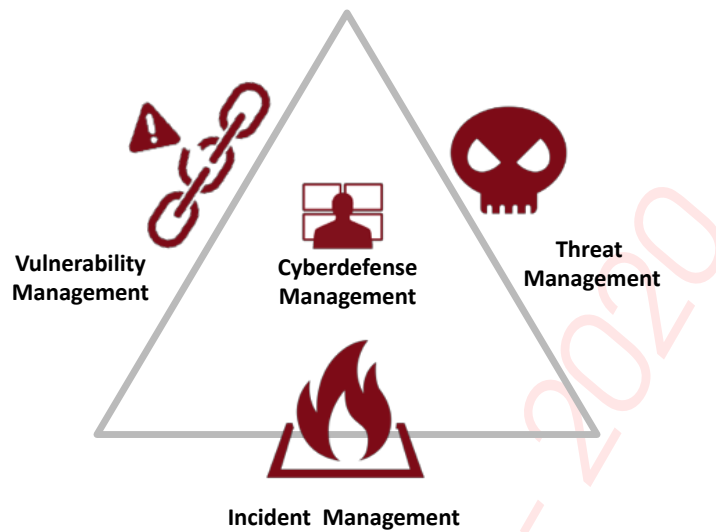 Vulnerability
Management
Cyberdefense
Management
Threat
Management
Incident Management
- 2020